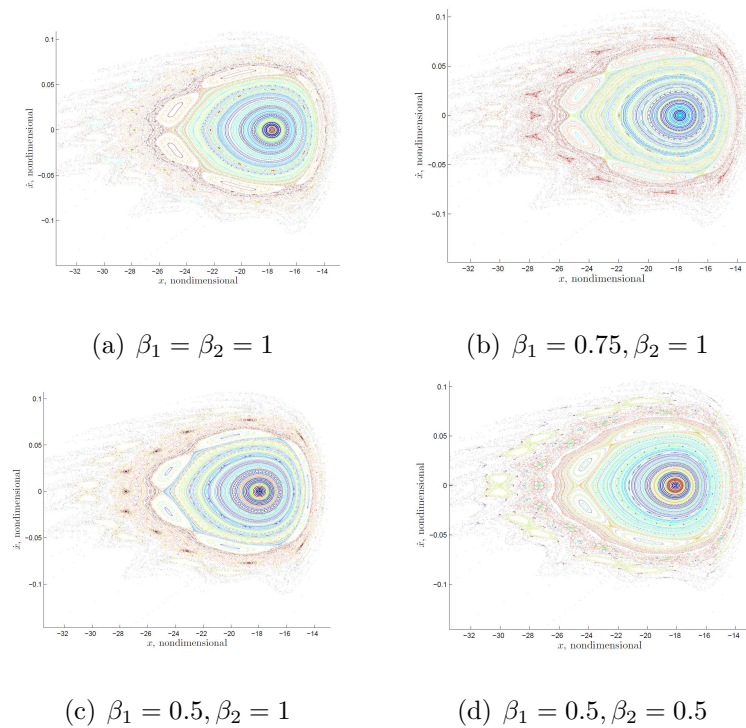 0.1
0.05
0
−0.05
−0.1
ẋ, nondimensional
−32 −30 −28 −26 −24 −22 −20 −18 −16 −14
x, nondimensional
(a) β₁ = β₂ = 1
0.1
0.05
0
−0.05
−0.1
ẋ, nondimensional
−32 −30 −28 −26 −24 −22 −20 −18 −16 −14
x, nondimensional
(b) β₁ = 0.75, β₂ = 1
0.1
0.05
0
−0.05
−0.1
ẋ, nondimensional
−32 −30 −28 −26 −24 −22 −20 −18 −16 −14
x, nondimensional
(c) β₁ = 0.5, β₂ = 1
0.1
0.05
0
−0.05
−0.1
ẋ, nondimensional
−32 −30 −28 −26 −24 −22 −20 −18 −16 −14
x, nondimensional
(d) β₁ = 0.5, β₂ = 0.5